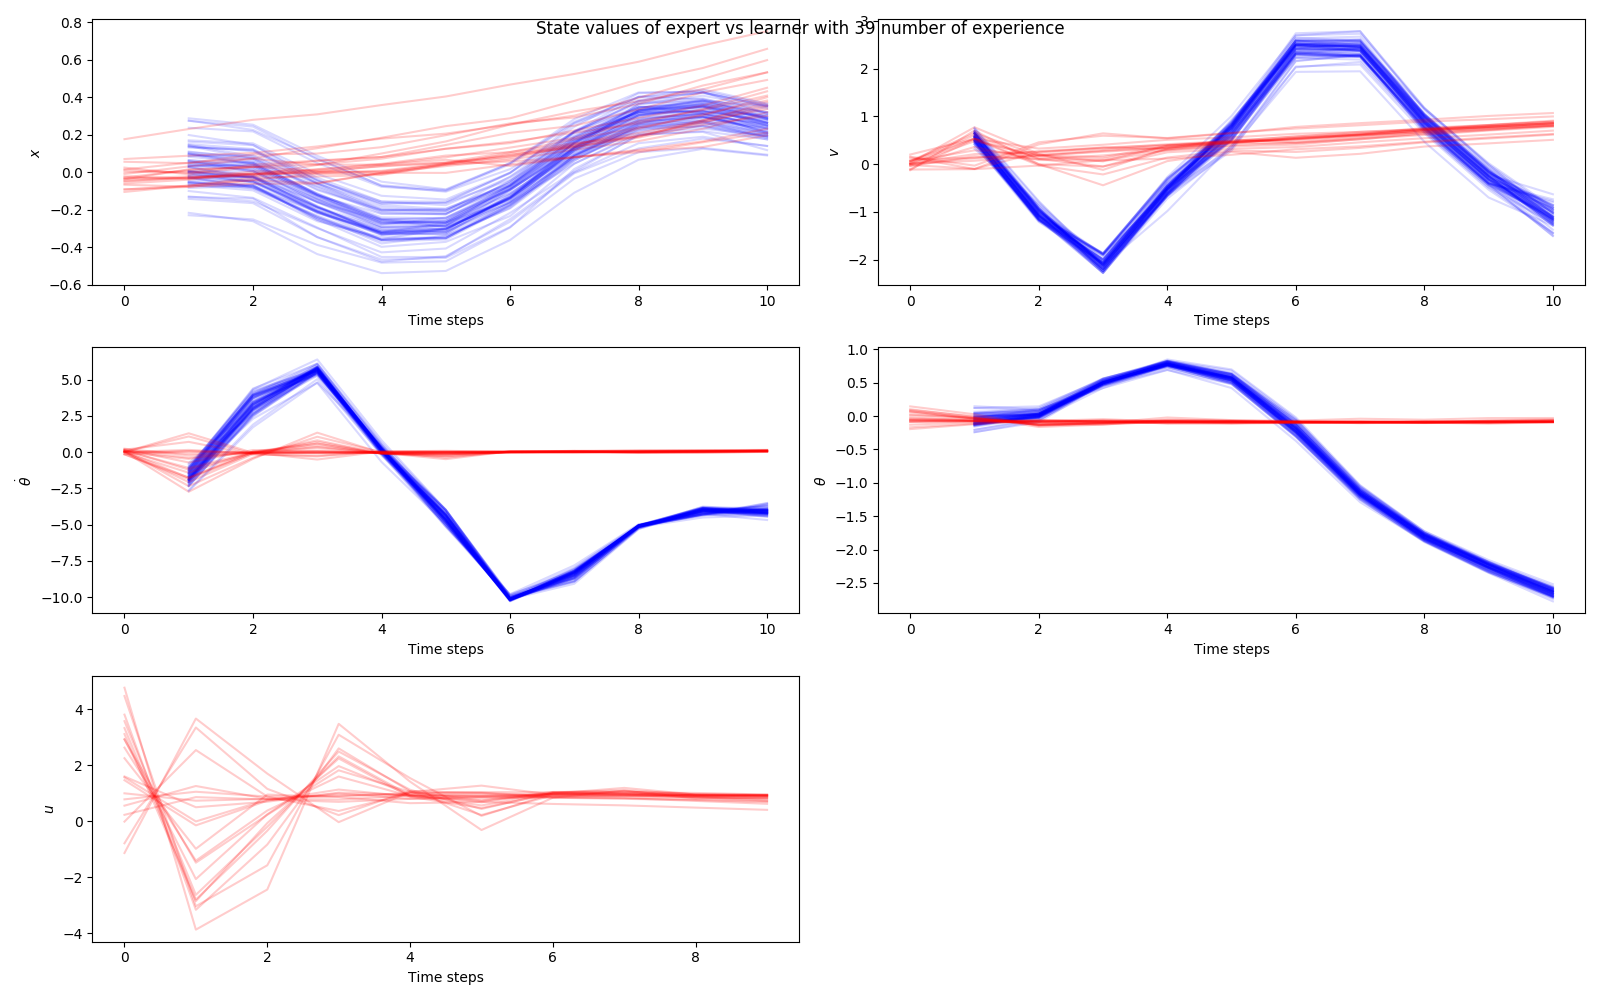 State values of expert vs learner with 39 number of experience
0.8
0.6
0.4
0.2
0.0
−0.2
−0.4
−0.6
x
0 2 4 6 8 10
Time steps
3
2
1
0
−1
−2
v
0 2 4 6 8 10
Time steps
5.0
2.5
0.0
−2.5
−5.0
−7.5
−10.0
θ̇
0 2 4 6 8 10
Time steps
1.0
0.5
0.0
−0.5
−1.0
−1.5
−2.0
−2.5
θ
0 2 4 6 8 10
Time steps
4
2
0
−2
−4
u
0 2 4 6 8
Time steps